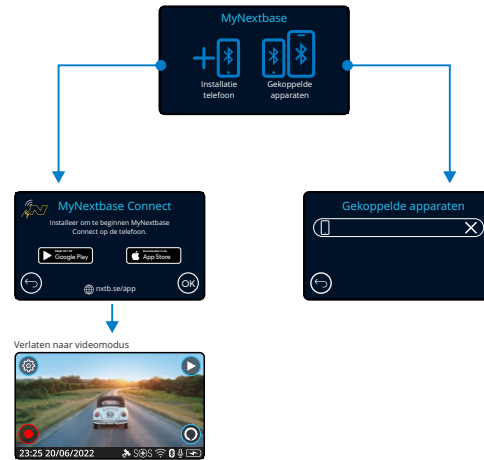 MyNextbase
Installatie
telefoon
Gekoppelde
apparaten
MyNextbase Connect
Installeer om te beginnen MyNextbase
Connect op de telefoon.
Google Play
App Store
nxtb.se/app
OK
Gekoppelde apparaten
Verlaten naar videomodus
23:25 20/06/2022
SOS